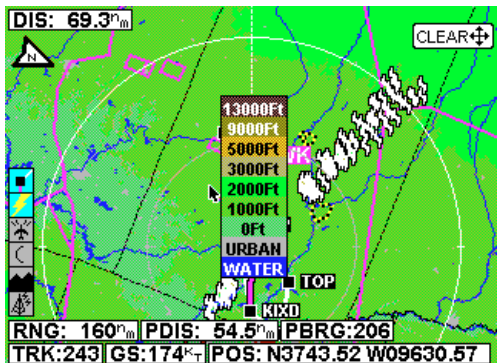 DIS: 69.3nm
CLEAR
N
13000Ft
9000Ft
5000Ft
3000Ft
2000Ft
1000Ft
0Ft
URBAN
WATER
WK
TOP
KIXD
RNG: 160nm PDIS: 54.5nm PBRG:206
TRK:243 GS:174KT POS: N3743.52 W09630.57